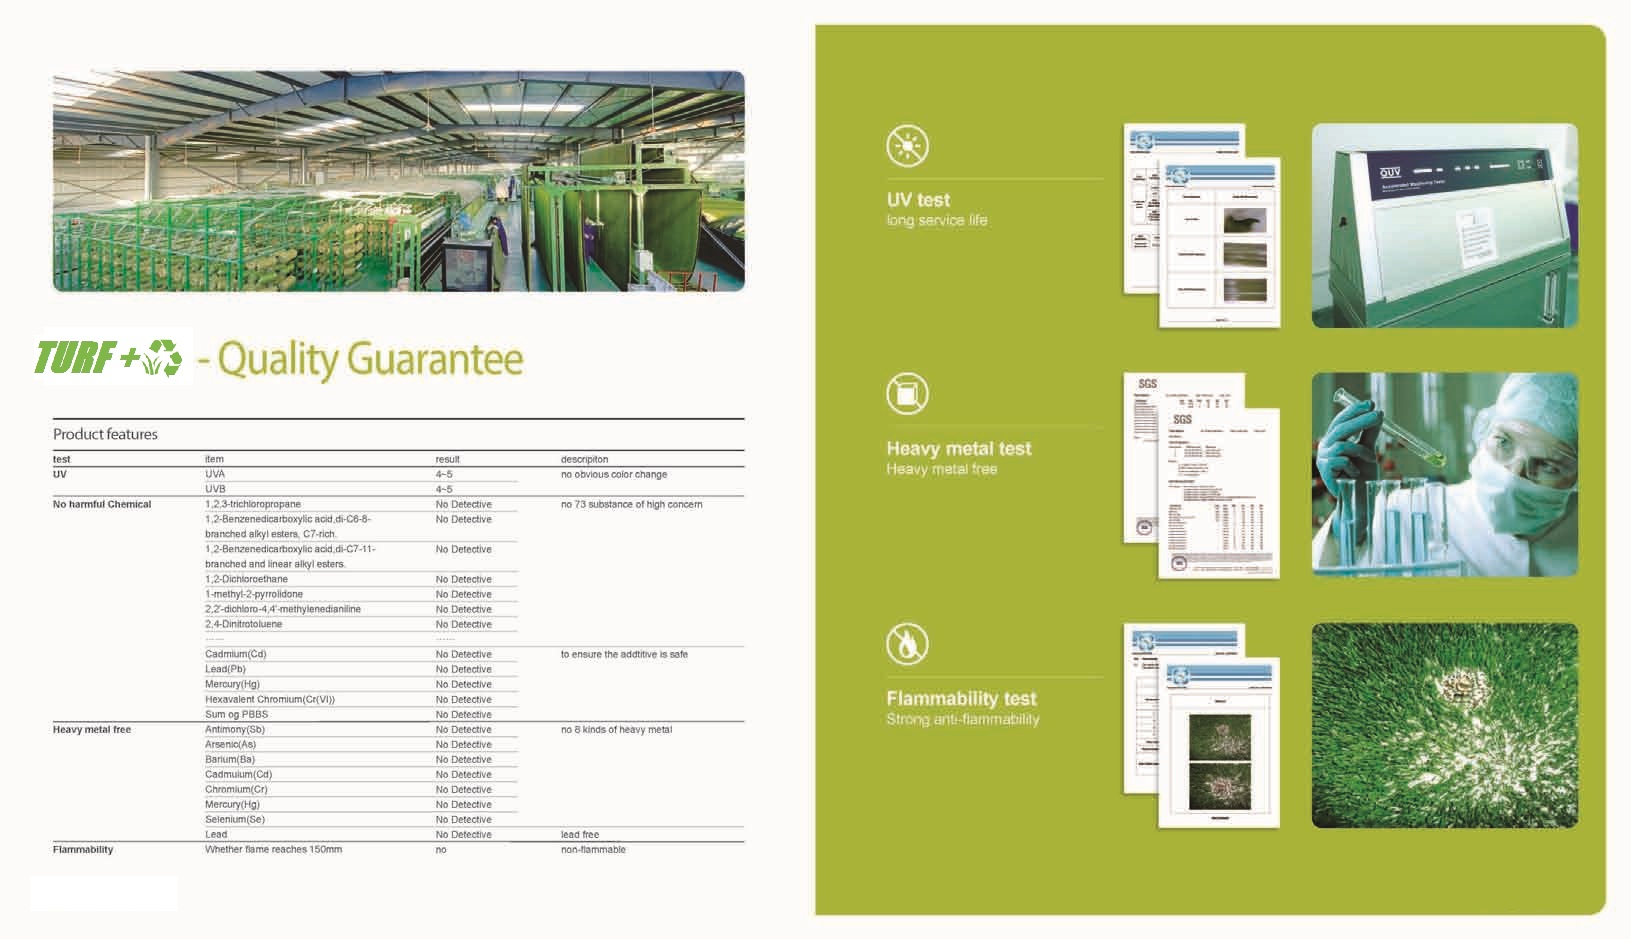 TURF +
- Quality Guarantee
Product features
test item result descripiton
UV UVA 4~5 no obvious color change
UVB 4~5
No harmful Chemical 1,2,3-trichloropropane No Detective no 73 substance of high concern
1,2-Benzenedicarboxylic acid,di-C6-8- No Detective
branched alkyl esters, C7-rich.
1,2-Benzenedicarboxylic acid,di-C7-11- No Detective
branched and linear alkyl esters.
1,2-Dichloroethane No Detective
1-methyl-2-pyrrolidone No Detective
2,2'-dichloro-4,4'-methylenedianiline No Detective
2,4-Dinitrotoluene No Detective
...... ......
Cadmium(Cd) No Detective to ensure the addtitive is safe
Lead(Pb) No Detective
Mercury(Hg) No Detective
Hexavalent Chromium(Cr(VI)) No Detective
Sum og PBBS No Detective
Heavy metal free Antimony(Sb) No Detective no 8 kinds of heavy metal
Arsenic(As) No Detective
Barium(Ba) No Detective
Cadmuium(Cd) No Detective
Chromium(Cr) No Detective
Mercury(Hg) No Detective
Selenium(Se) No Detective
Lead No Detective lead free
Flammability Whether flame reaches 150mm no non-flammable
UV test
long service life
QUV
Heavy metal test
Heavy metal free
SGS
SGS
Flammability test
Strong anti-flammability